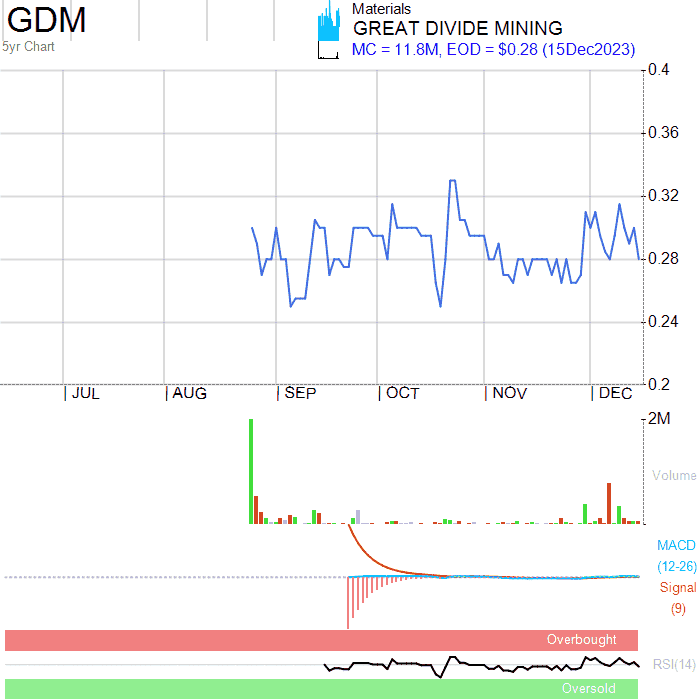 GDM
5yr Chart
Materials
GREAT DIVIDE MINING
MC = 11.8M, EOD = $0.28 (15Dec2023)
0.4
0.36
0.32
0.28
0.24
0.2
JUL AUG SEP OCT NOV DEC
2M
Volume
MACD
(12-26)
Signal
(9)
Overbought
RSI(14)
Oversold